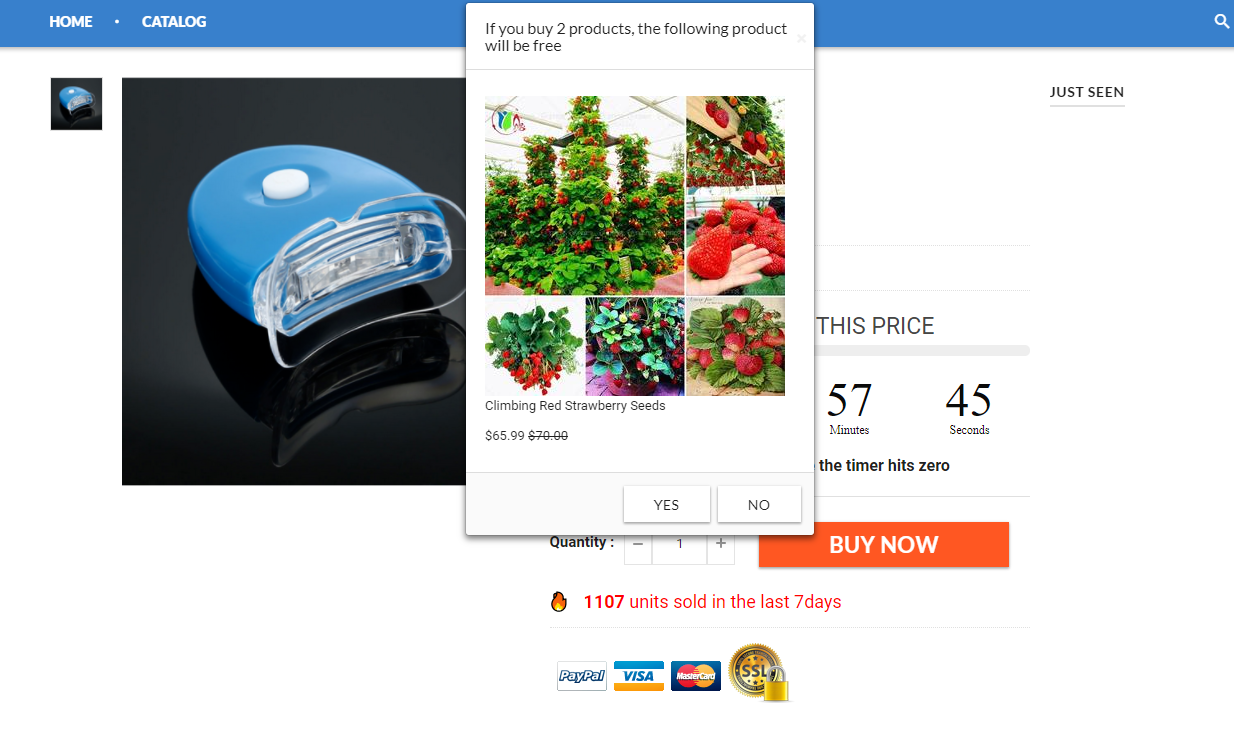 HOME • CATALOG
If you buy 2 products, the following product
will be free
×
JUST SEEN
Climbing Red Strawberry Seeds
$65.99 $70.00
YES NO
THIS PRICE
57 45
Minutes Seconds
the timer hits zero
Quantity : − 1 + BUY NOW
1107 units sold in the last 7days
PayPal VISA MasterCard SSL